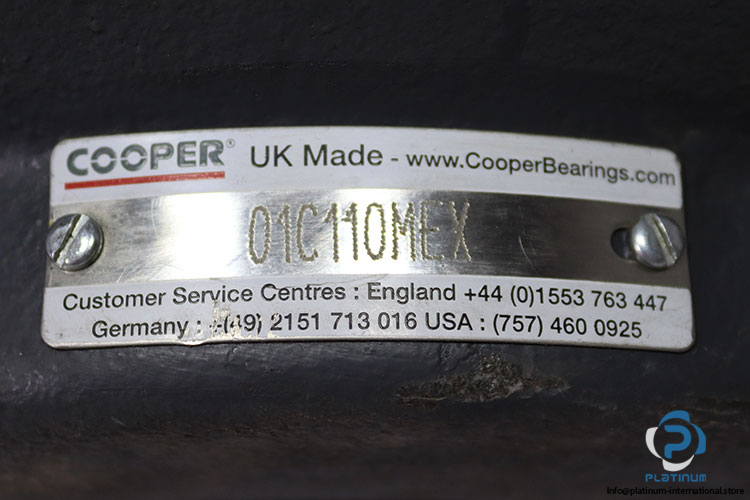 COOPER® UK Made - www.CooperBearings.com
01C110MEX
Customer Service Centres : England +44 (0)1553 763 447
Germany : +(49) 2151 713 016 USA : (757) 460 0925
PLATINUM
Info@platinum-international.store